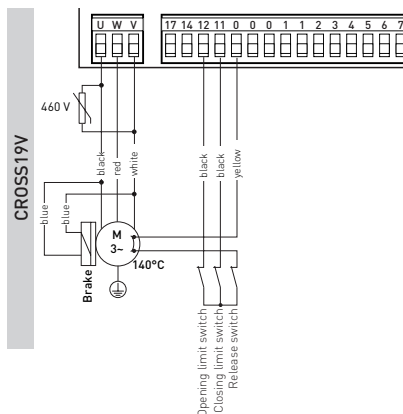 U W V
17 14 12 11 0 0 0 1 1 2 3 4 5 6 7
460 V
CROSS19V
black
red
white
black
black
yellow
blue
blue
M
3~
140°C
Brake
Opening limit switch
Closing limit switch
Release switch